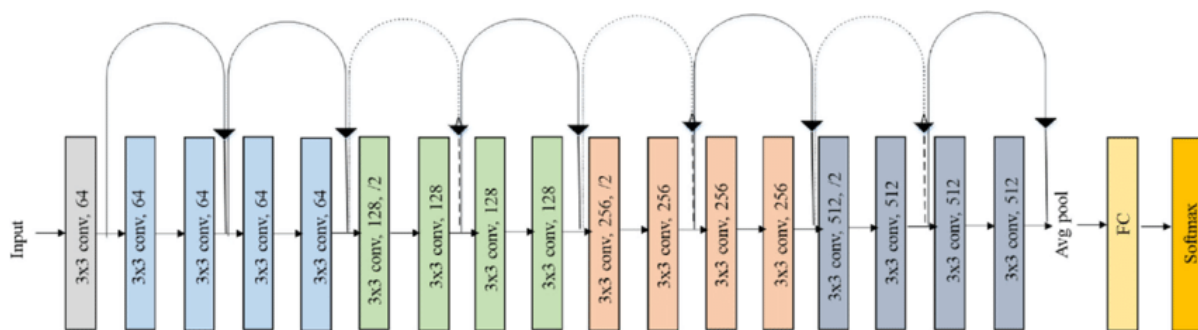 Input
3x3 conv, 64
3x3 conv, 64
3x3 conv, 64
3x3 conv, 64
3x3 conv, 64
3x3 conv, 128, /2
3x3 conv, 128
3x3 conv, 128
3x3 conv, 128
3x3 conv, 256, /2
3x3 conv, 256
3x3 conv, 256
3x3 conv, 256
3x3 conv, 512, /2
3x3 conv, 512
3x3 conv, 512
3x3 conv, 512
Avg pool
FC
Softmax